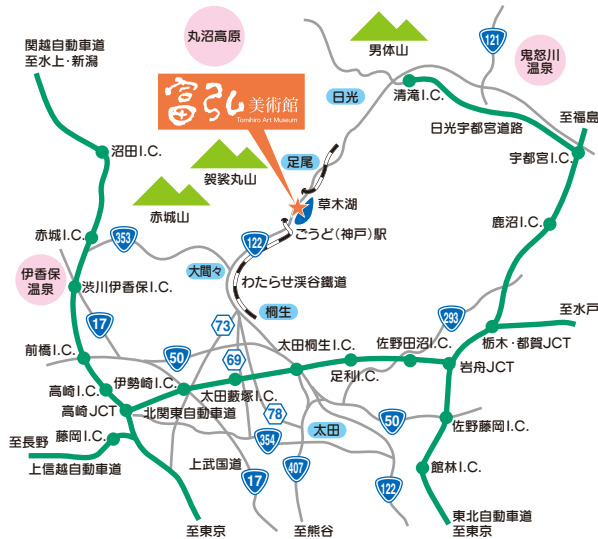 関越自動車道
至水上・新潟
丸沼高原
男体山
121
鬼怒川
温泉
富弘美術館
Tomihiro Art Museum
日光
清滝I.C.
日光宇都宮道路
至福島
宇都宮I.C.
沼田I.C.
袈裟丸山
足尾
草木湖
赤城山
鹿沼I.C.
赤城I.C.
353
122
ごうど(神戸)駅
伊香保
温泉
渋川伊香保I.C.
大間々
わたらせ渓谷鐵道
桐生
17
73
293
至水戸
前橋I.C.
50
69
太田桐生I.C.
佐野田沼I.C.
栃木・都賀JCT
岩舟JCT
高崎I.C.
伊勢崎I.C.
太田藪塚I.C.
足利I.C.
高崎JCT
北関東自動車道
78
太田
50
佐野藤岡I.C.
至長野
藤岡I.C.
354
上信越自動車道
上武国道
17
407
122
館林I.C.
至東京
至熊谷
東北自動車道
至東京